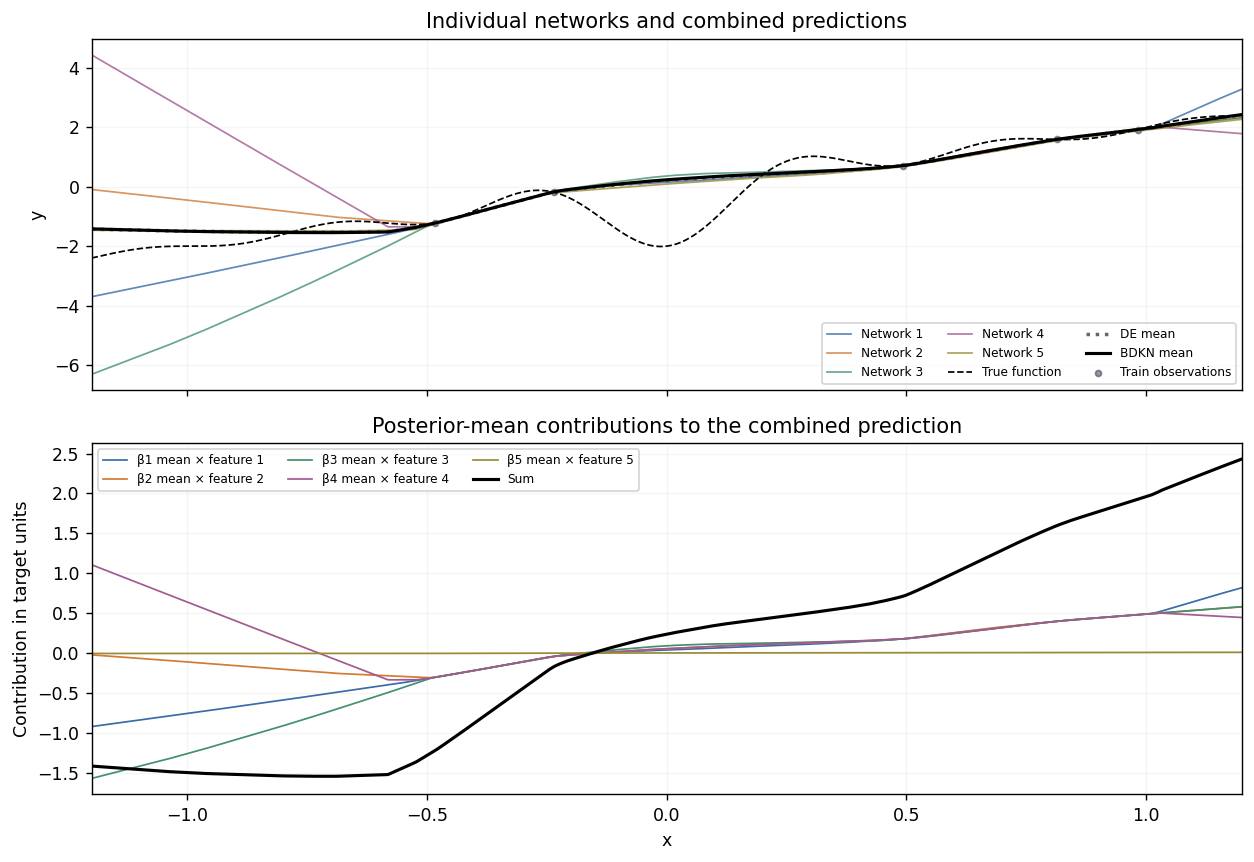 Individual networks and combined predictions
4
2
0
−2
−4
−6
y
Network 1
Network 2
Network 3
Network 4
Network 5
True function
DE mean
BDKN mean
Train observations
Posterior-mean contributions to the combined prediction
2.5
2.0
1.5
1.0
0.5
0.0
−0.5
−1.0
−1.5
Contribution in target units
β1 mean × feature 1
β2 mean × feature 2
β3 mean × feature 3
β4 mean × feature 4
β5 mean × feature 5
Sum
−1.0
−0.5
0.0
0.5
1.0
x